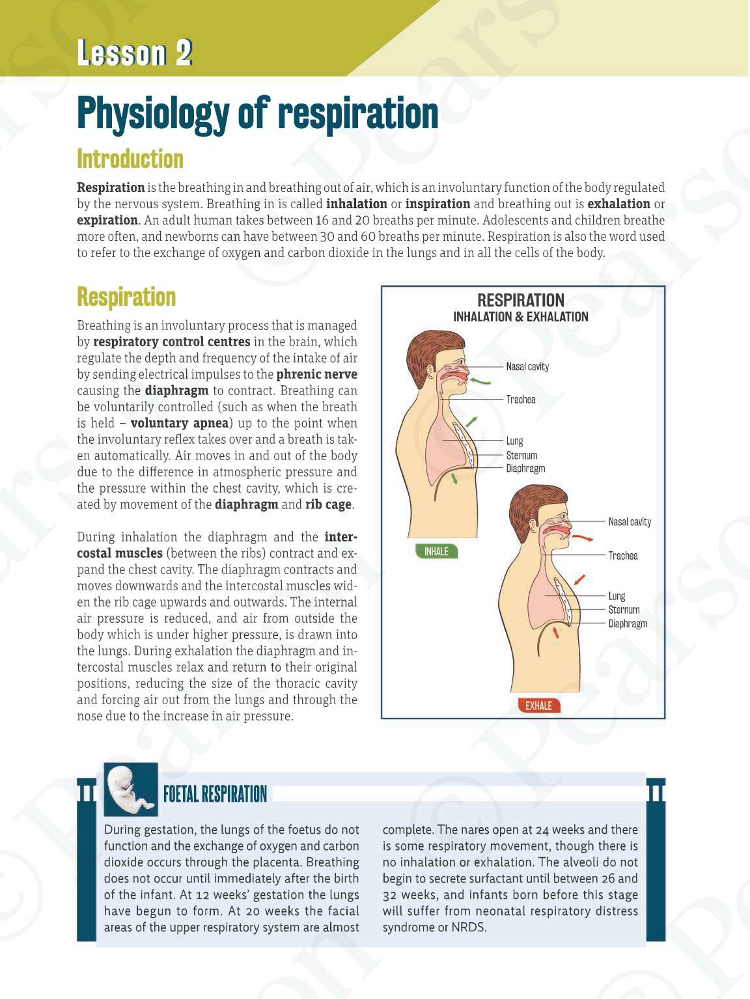 Lesson 2
Physiology of respiration
Introduction
Respiration is the breathing in and breathing out of air, which is an involuntary function of the body regulated
by the nervous system. Breathing in is called inhalation or inspiration and breathing out is exhalation or
expiration. An adult human takes between 16 and 20 breaths per minute. Adolescents and children breathe
more often, and newborns can have between 30 and 60 breaths per minute. Respiration is also the word used
to refer to the exchange of oxygen and carbon dioxide in the lungs and in all the cells of the body.
Respiration
Breathing is an involuntary process that is managed
by respiratory control centres in the brain, which
regulate the depth and frequency of the intake of air
by sending electrical impulses to the phrenic nerve
causing the diaphragm to contract. Breathing can
be voluntarily controlled (such as when the breath
is held – voluntary apnea) up to the point when
the involuntary reflex takes over and a breath is tak-
en automatically. Air moves in and out of the body
due to the difference in atmospheric pressure and
the pressure within the chest cavity, which is cre-
ated by movement of the diaphragm and rib cage.
During inhalation the diaphragm and the inter-
costal muscles (between the ribs) contract and ex-
pand the chest cavity. The diaphragm contracts and
moves downwards and the intercostal muscles wid-
en the rib cage upwards and outwards. The internal
air pressure is reduced, and air from outside the
body which is under higher pressure, is drawn into
the lungs. During exhalation the diaphragm and in-
tercostal muscles relax and return to their original
positions, reducing the size of the thoracic cavity
and forcing air out from the lungs and through the
nose due to the increase in air pressure.
RESPIRATION
INHALATION & EXHALATION
Nasal cavity
Trachea
Lung
Sternum
Diaphragm
INHALE
Nasal cavity
Trachea
Lung
Sternum
Diaphragm
EXHALE
FOETAL RESPIRATION
During gestation, the lungs of the foetus do not
function and the exchange of oxygen and carbon
dioxide occurs through the placenta. Breathing
does not occur until immediately after the birth
of the infant. At 12 weeks’ gestation the lungs
have begun to form. At 20 weeks the facial
areas of the upper respiratory system are almost
complete. The nares open at 24 weeks and there
is some respiratory movement, though there is
no inhalation or exhalation. The alveoli do not
begin to secrete surfactant until between 26 and
32 weeks, and infants born before this stage
will suffer from neonatal respiratory distress
syndrome or NRDS.
© Pearson
© Pearson
© Pearson
© Pearson